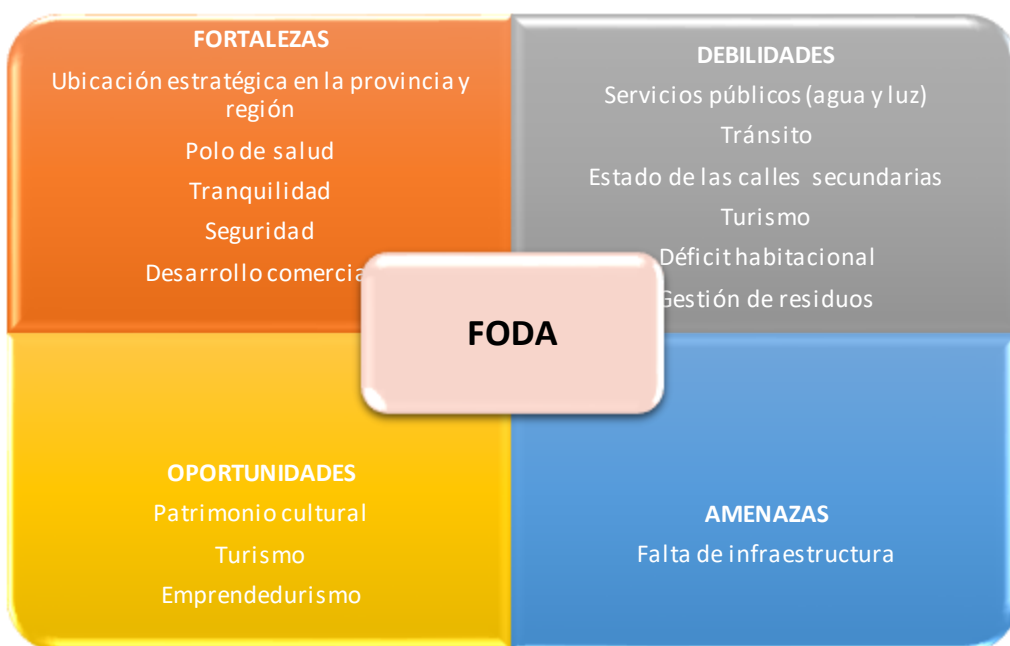 FORTALEZAS
Ubicación estratégica en la provincia y
región
Polo de salud
Tranquilidad
Seguridad
Desarrollo comercia
DEBILIDADES
Servicios públicos (agua y luz)
Tránsito
Estado de las calles secundarias
Turismo
Déficit habitacional
Gestión de residuos
FODA
OPORTUNIDADES
Patrimonio cultural
Turismo
Emprendedurismo
AMENAZAS
Falta de infraestructura